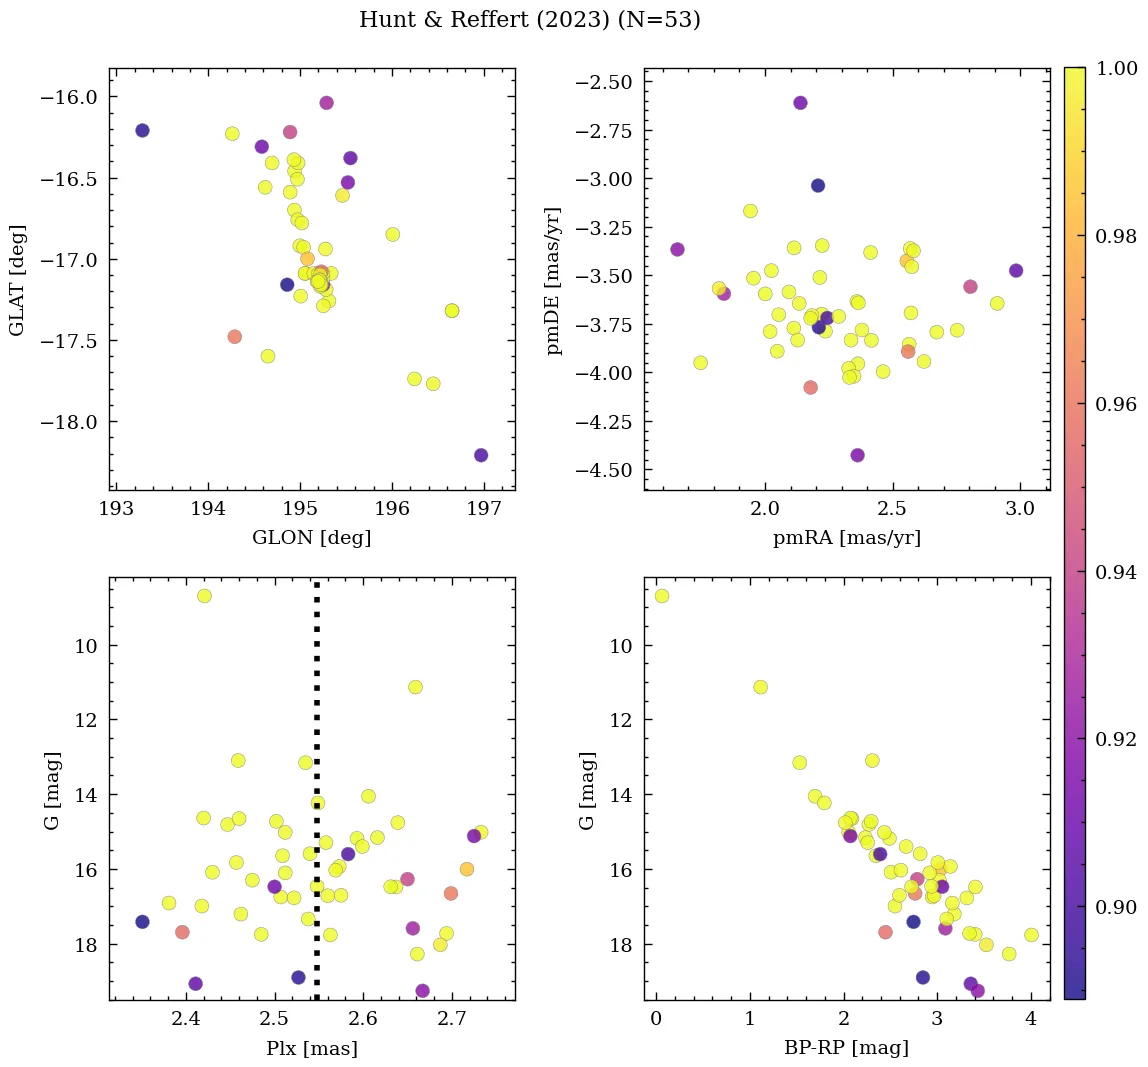 Hunt & Reffert (2023) (N=53)
−16.0
−16.5
−17.0
−17.5
−18.0
GLAT [deg]
193 194 195 196 197
GLON [deg]
−2.50
−2.75
−3.00
−3.25
−3.50
−3.75
−4.00
−4.25
−4.50
pmDE [mas/yr]
2.0 2.5 3.0
pmRA [mas/yr]
1.00
0.98
0.96
0.94
0.92
0.90
10
12
14
16
18
G [mag]
2.4 2.5 2.6 2.7
Plx [mas]
10
12
14
16
18
G [mag]
0 1 2 3 4
BP-RP [mag]